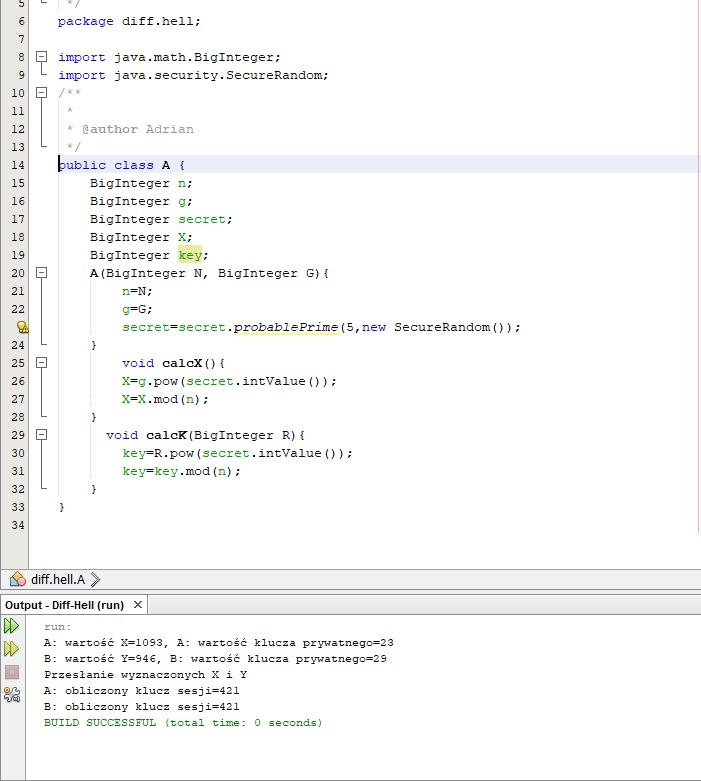 5 */
6 package diff.hell;
7
8 import java.math.BigInteger;
9 import java.security.SecureRandom;
10 /**
11 *
12 * @author Adrian
13 */
14 public class A {
15 BigInteger n;
16 BigInteger g;
17 BigInteger secret;
18 BigInteger X;
19 BigInteger key;
20 A(BigInteger N, BigInteger G){
21 n=N;
22 g=G;
secret=secret.probablePrime(5,new SecureRandom());
24 }
25 void calcX(){
26 X=g.pow(secret.intValue());
27 X=X.mod(n);
28 }
29 void calcK(BigInteger R){
30 key=R.pow(secret.intValue());
31 key=key.mod(n);
32 }
33 }
34
diff.hell.A
Output - Diff-Hell (run) ×
run:
A: wartość X=1093, A: wartość klucza prywatnego=23
B: wartość Y=946, B: wartość klucza prywatnego=29
Przesłanie wyznaczonych X i Y
A: obliczony klucz sesji=421
B: obliczony klucz sesji=421
BUILD SUCCESSFUL (total time: 0 seconds)